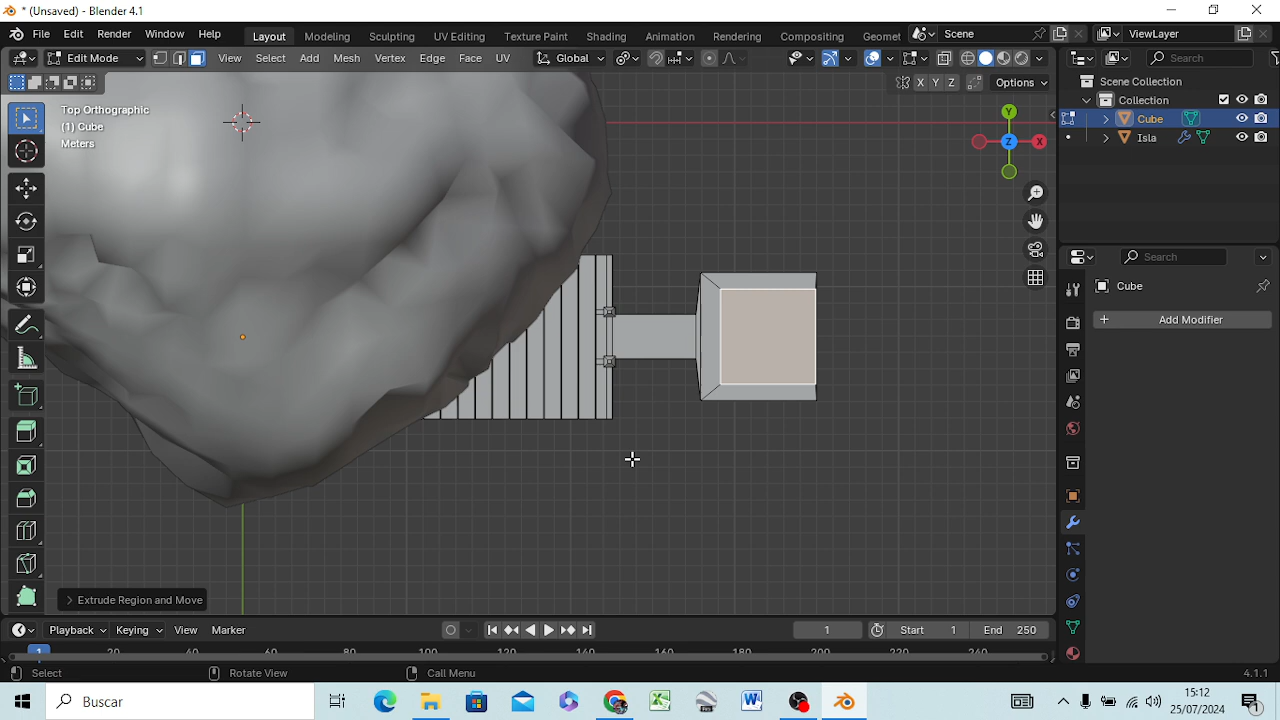 * (Unsaved) - Blender 4.1
File Edit Render Window Help Layout Modeling Sculpting UV Editing Texture Paint Shading Animation Rendering Compositing Geomet Scene ViewLayer
Edit Mode View Select Add Mesh Vertex Edge Face UV Global Search
X Y Z Options
Scene Collection
Collection
Cube
Isla
Top Orthographic
(1) Cube
Meters
Y
Z X
Search
Cube
+ Add Modifier
Extrude Region and Move
Playback Keying View Marker 1 Start 1 End 250
1 20 40 60 80 100 120 140 160 180 200 220 240
Select Rotate View Call Menu 4.1.1
Buscar
15:12
25/07/2024
1